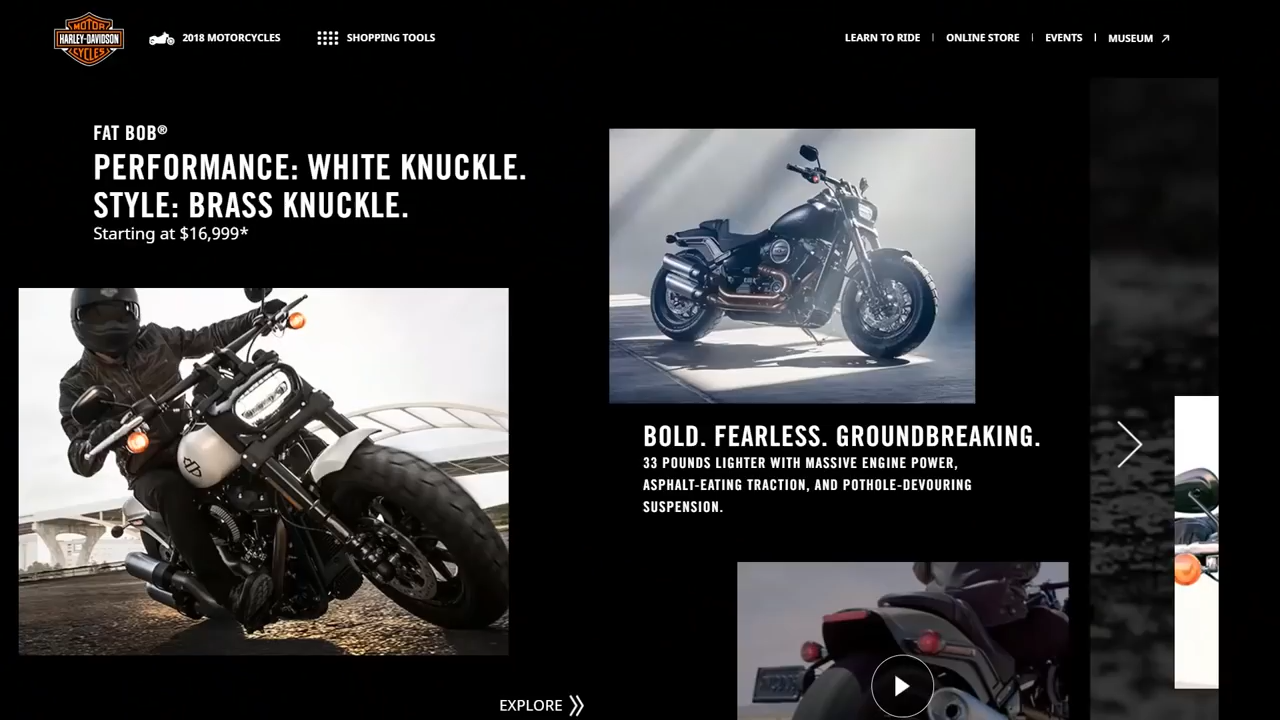 MOTOR
HARLEY-DAVIDSON
CYCLES
2018 MOTORCYCLES
SHOPPING TOOLS
LEARN TO RIDE
ONLINE STORE
EVENTS
MUSEUM
FAT BOB®
PERFORMANCE: WHITE KNUCKLE.
STYLE: BRASS KNUCKLE.
Starting at $16,999*
BOLD. FEARLESS. GROUNDBREAKING.
33 POUNDS LIGHTER WITH MASSIVE ENGINE POWER,
ASPHALT-EATING TRACTION, AND POTHOLE-DEVOURING
SUSPENSION.
EXPLORE